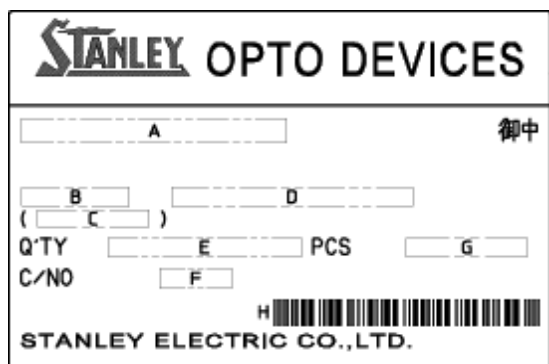 STANLEY OPTO DEVICES
A 御中
B D
( C )
Q'TY E PCS G
C/NO F
H
STANLEY ELECTRIC CO.,LTD.